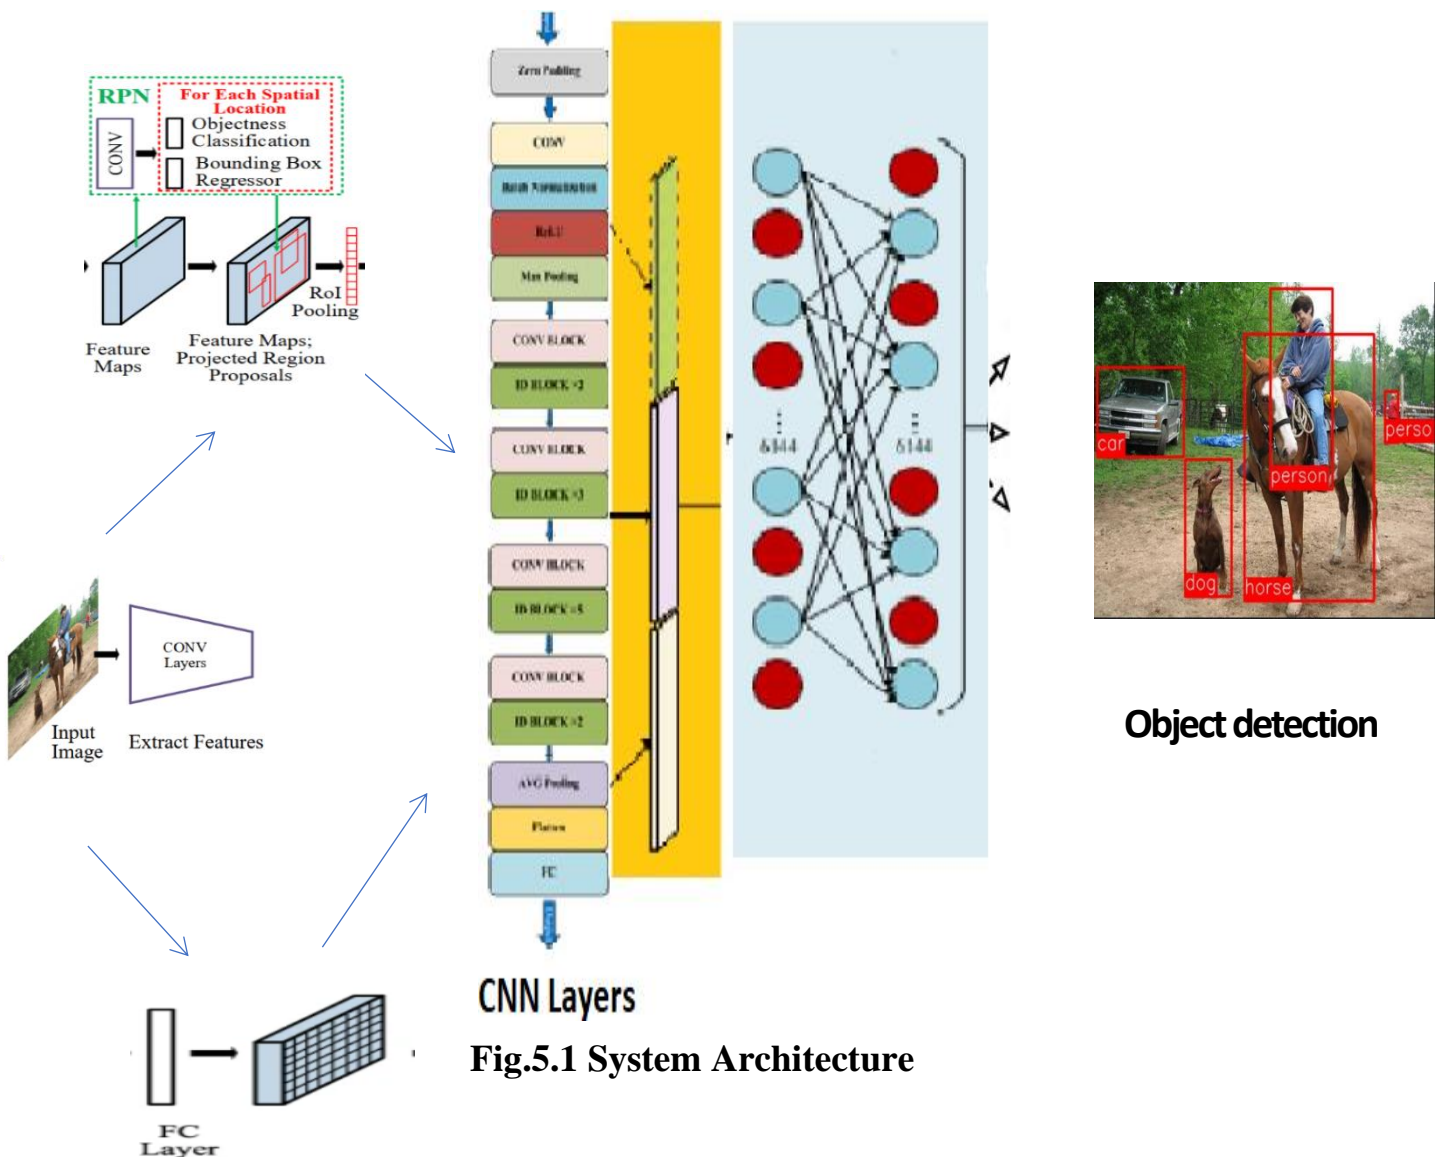 RPN
For Each Spatial
Location
CONV
Objectness
Classification
Bounding Box
Regressor
RoI
Pooling
Feature
Maps
Feature Maps;
Projected Region
Proposals
Input
Image
CONV
Layers
Extract Features
FC
Layer
Zero Padding
CONV
Batch Normalization
ReLU
Max Pooling
CONV BLOCK
ID BLOCK ×2
CONV BLOCK
ID BLOCK ×3
CONV BLOCK
ID BLOCK ×5
CONV BLOCK
ID BLOCK ×2
AVG Pooling
Flatten
FC
CNN Layers
6144
6144
car
dog
horse
person
perso
Object detection
Fig.5.1 System Architecture